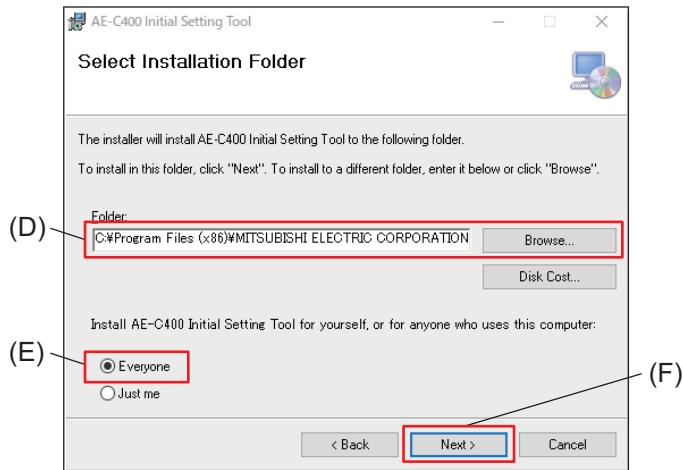 AE-C400 Initial Setting Tool
Select Installation Folder
The installer will install AE-C400 Initial Setting Tool to the following folder.
To install in this folder, click "Next". To install to a different folder, enter it below or click "Browse".
Folder:
(D)
C:¥Program Files (x86)¥MITSUBISHI ELECTRIC CORPORATION
Browse...
Disk Cost...
Install AE-C400 Initial Setting Tool for yourself, or for anyone who uses this computer:
(E)
Everyone
(F)
Just me
< Back
Next >
Cancel